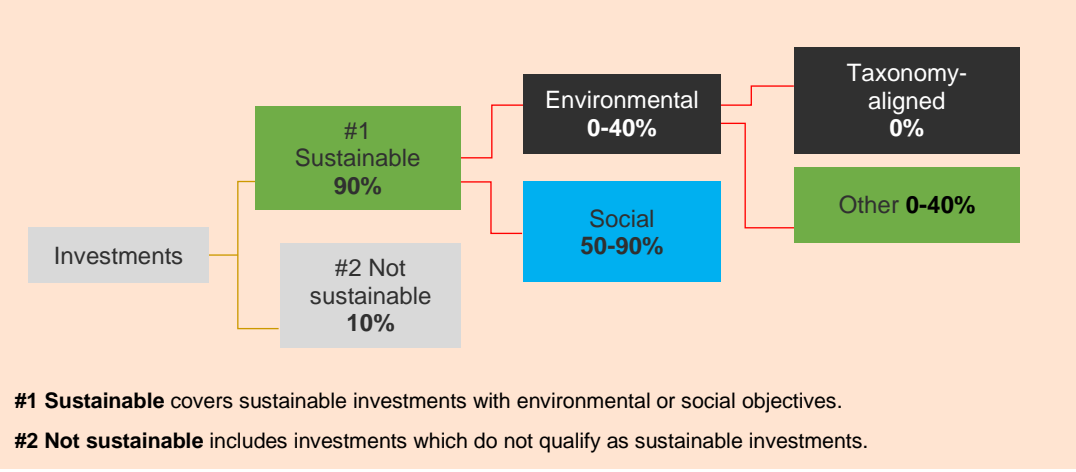 Investments
#1
Sustainable
90%
#2 Not
sustainable
10%
Environmental
0-40%
Social
50-90%
Taxonomy-
aligned
0%
Other 0-40%
#1 Sustainable covers sustainable investments with environmental or social objectives.
#2 Not sustainable includes investments which do not qualify as sustainable investments.